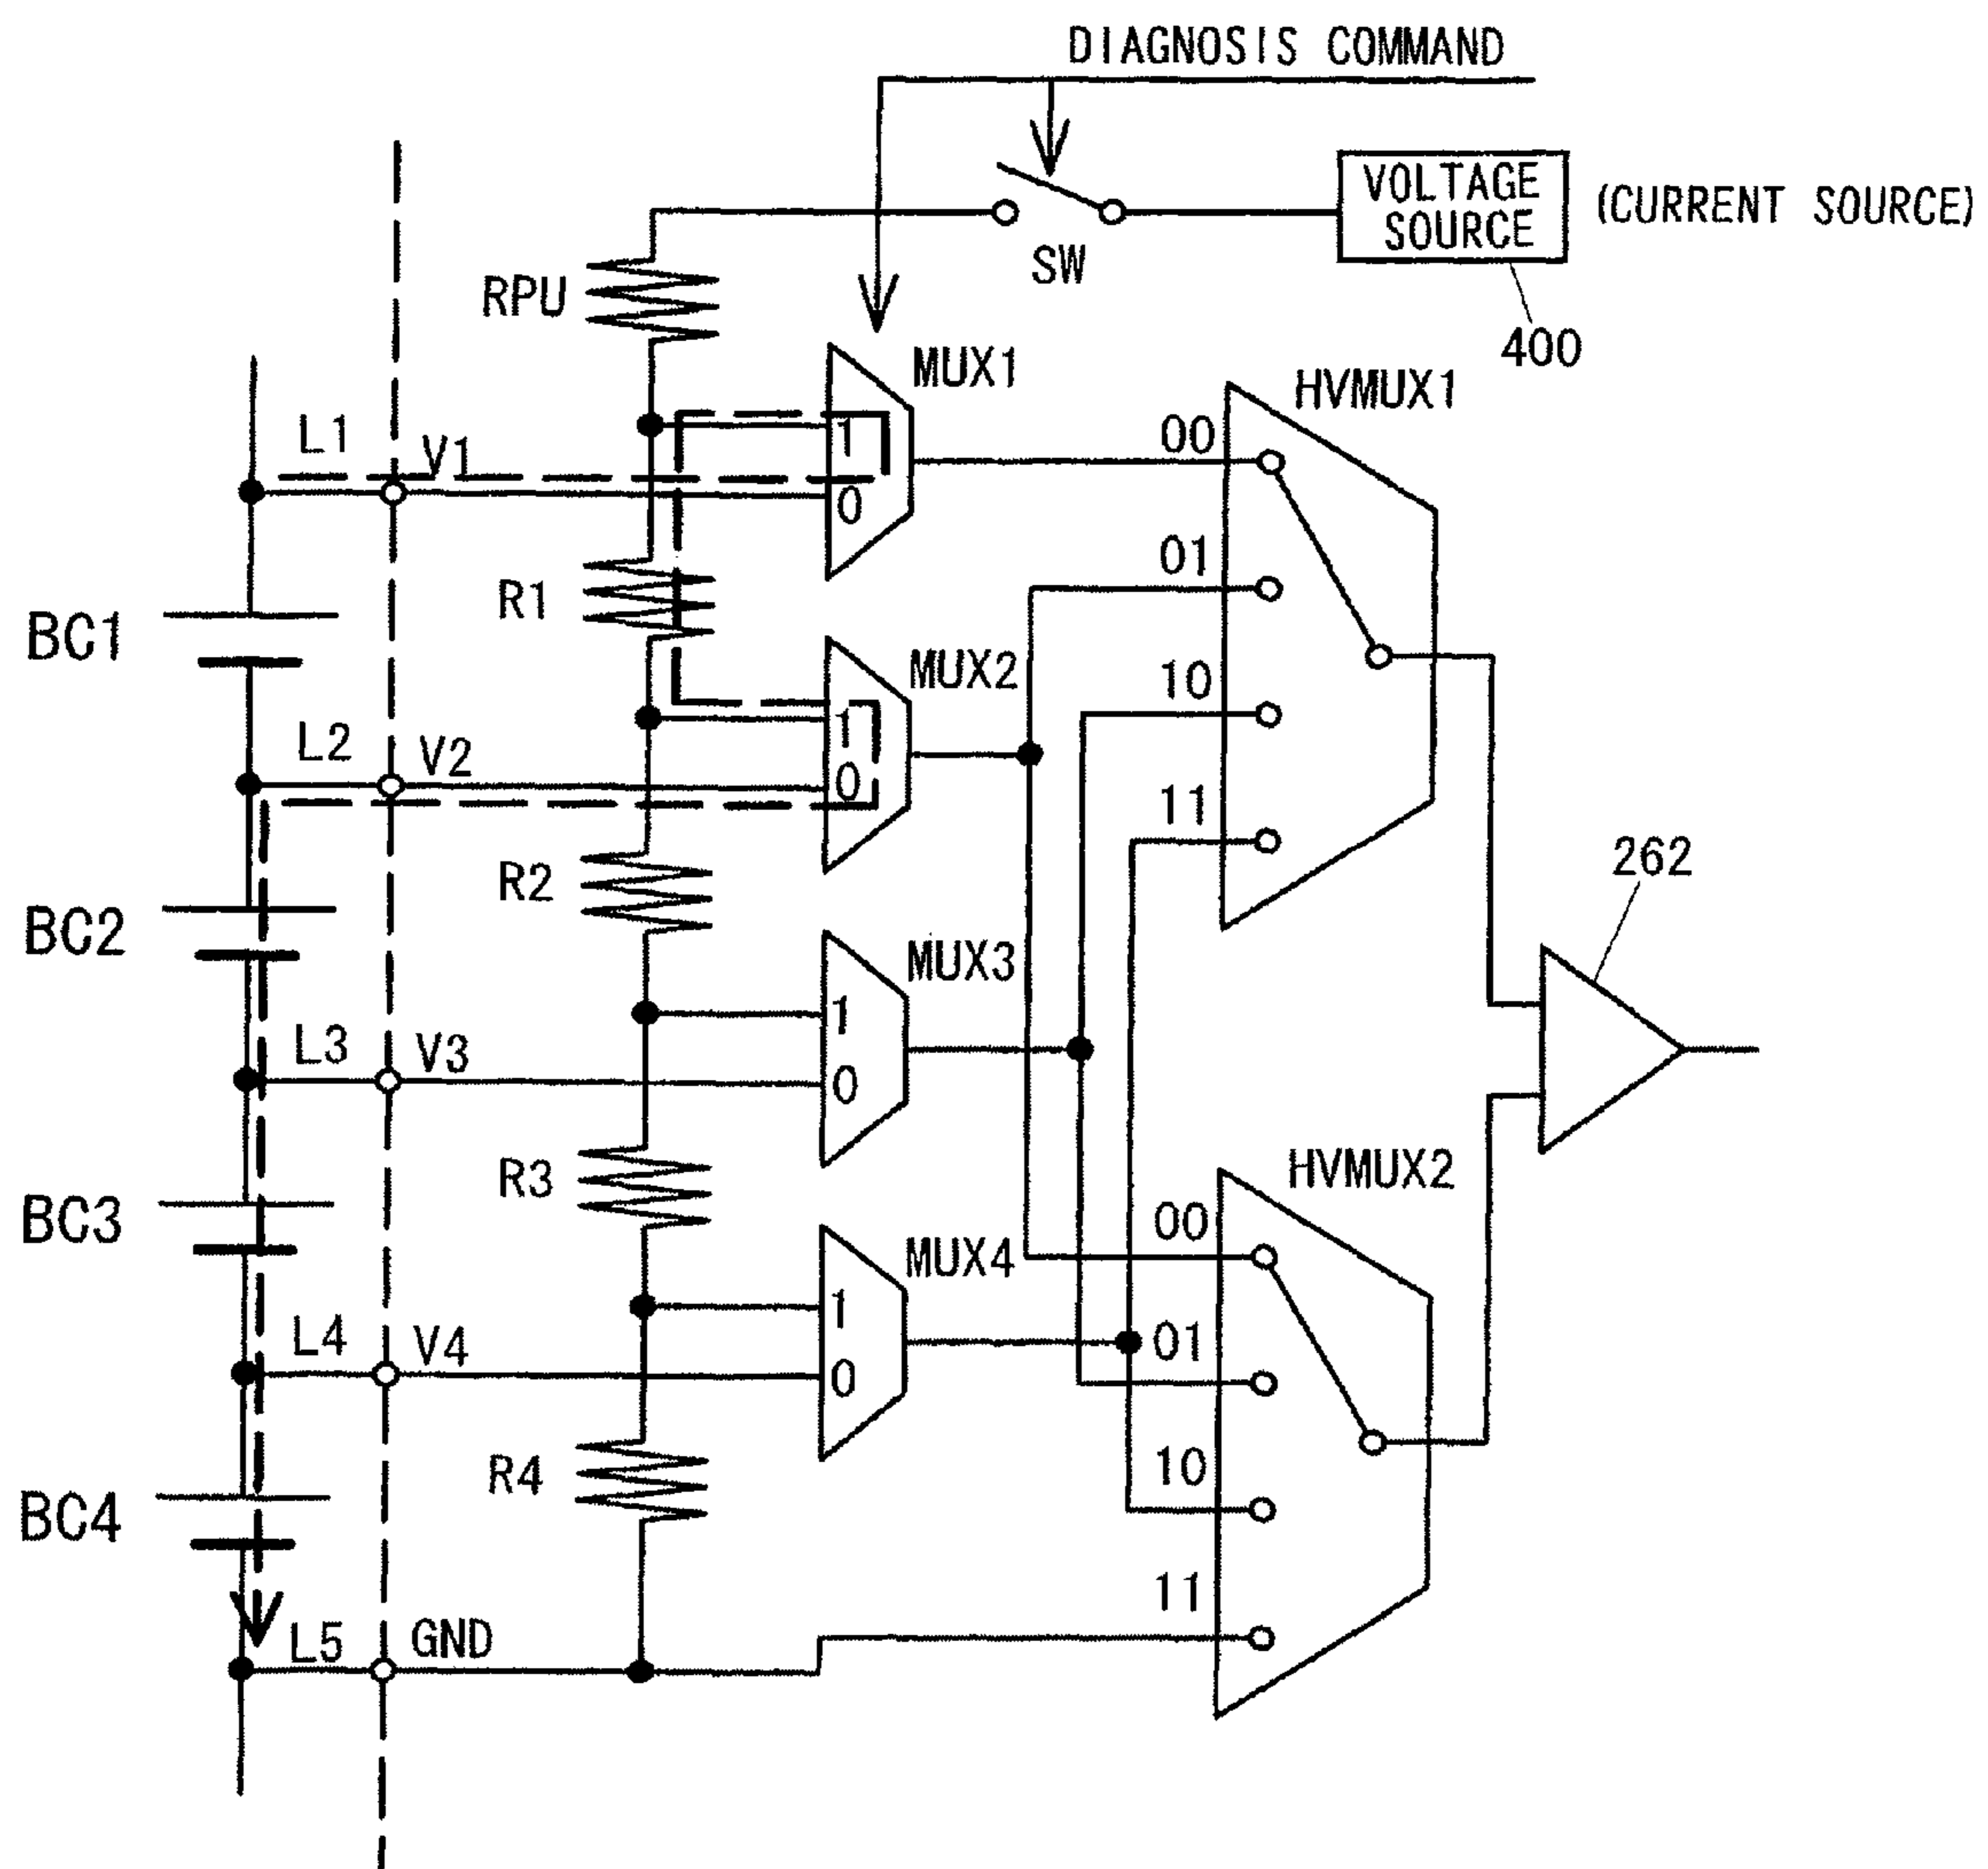 DIAGNOSIS COMMAND
VOLTAGE
SOURCE
(CURRENT SOURCE)
SW
400
RPU
MUX1
1
0
HVMUX1
00
01
10
11
L1
V1
R1
BC1
MUX2
1
0
L2
V2
R2
BC2
262
MUX3
1
0
L3
V3
R3
BC3
HVMUX2
00
01
10
11
MUX4
1
0
L4
V4
R4
BC4
L5
GND